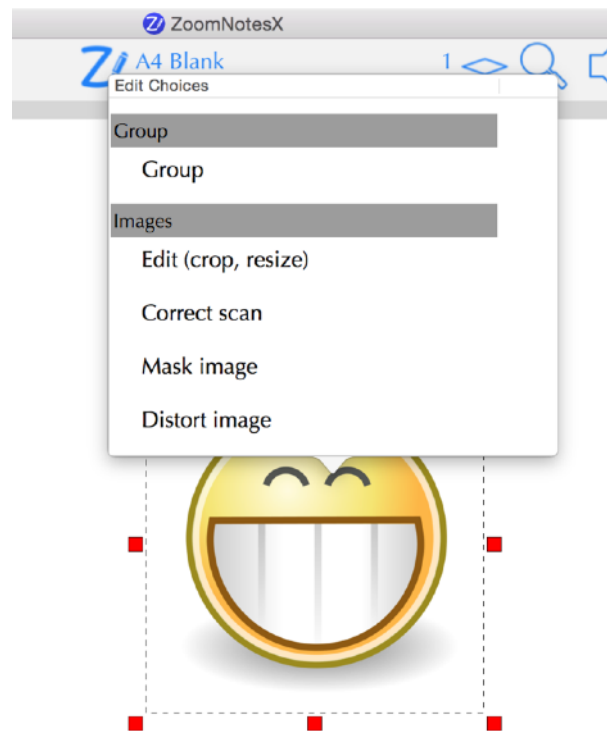 ZoomNotesX
A4 Blank
1
Edit Choices
Group
Group
Images
Edit (crop, resize)
Correct scan
Mask image
Distort image